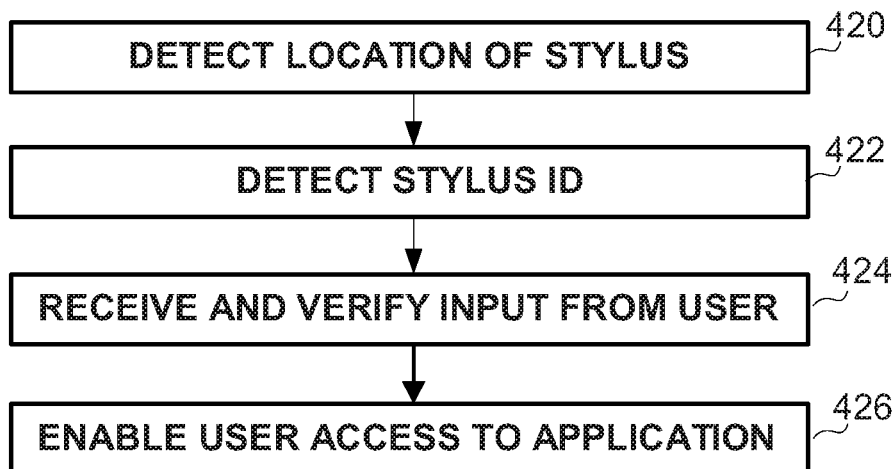 DETECT LOCATION OF STYLUS
420
DETECT STYLUS ID
422
RECEIVE AND VERIFY INPUT FROM USER
424
ENABLE USER ACCESS TO APPLICATION
426